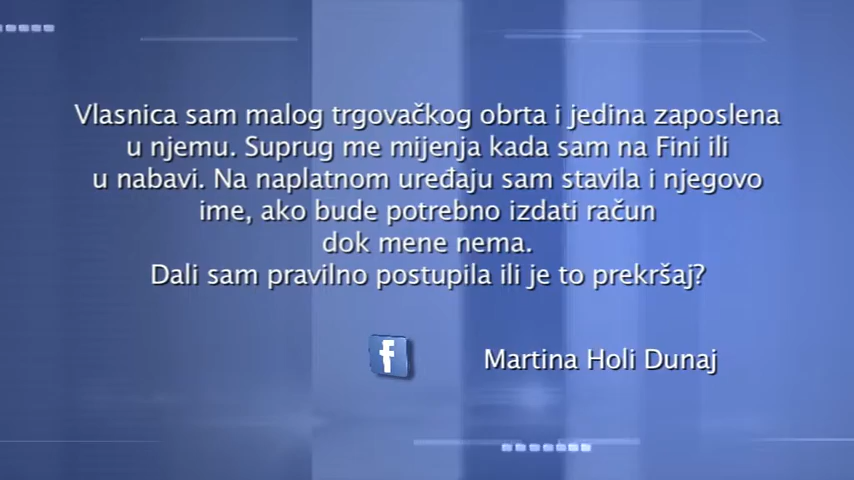 Vlasnica sam malog trgovačkog obrta i jedina zaposlena
u njemu. Suprug me mijenja kada sam na Fini ili
u nabavi. Na naplatnom uređaju sam stavila i njegovo
ime, ako bude potrebno izdati račun
dok mene nema.
Dali sam pravilno postupila ili je to prekršaj?
f
Martina Holi Dunaj